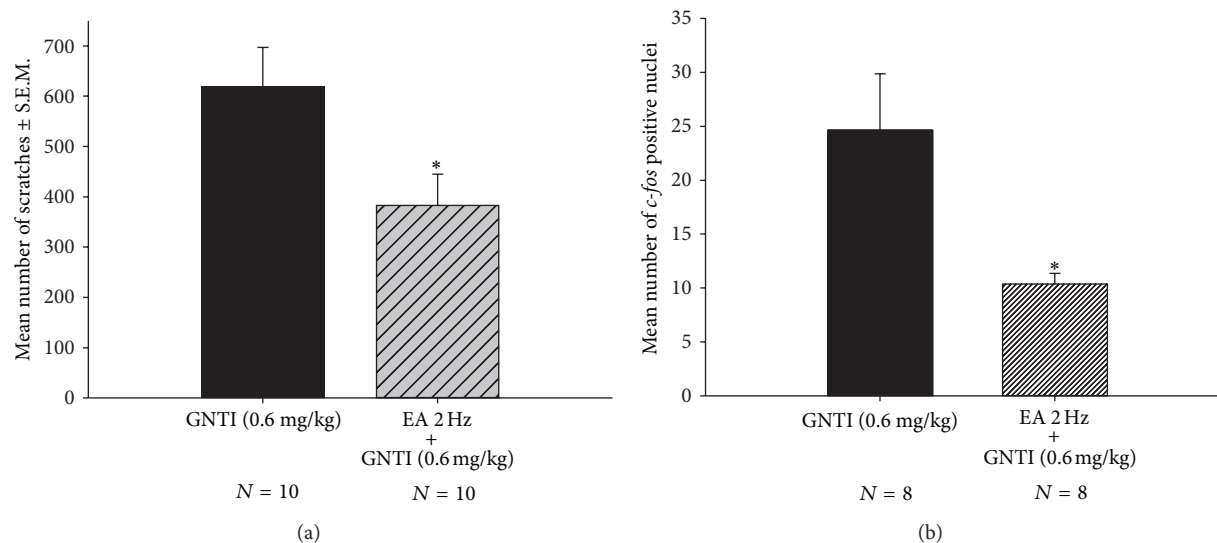 Mean number of scratches ± S.E.M.
700
600
500
400
300
200
100
0
*
GNTI (0.6 mg/kg)
EA 2 Hz
+
GNTI (0.6 mg/kg)
N = 10
N = 10
(a)
Mean number of c-fos positive nuclei
35
30
25
20
15
10
5
0
*
GNTI (0.6 mg/kg)
EA 2 Hz
+
GNTI (0.6 mg/kg)
N = 8
N = 8
(b)